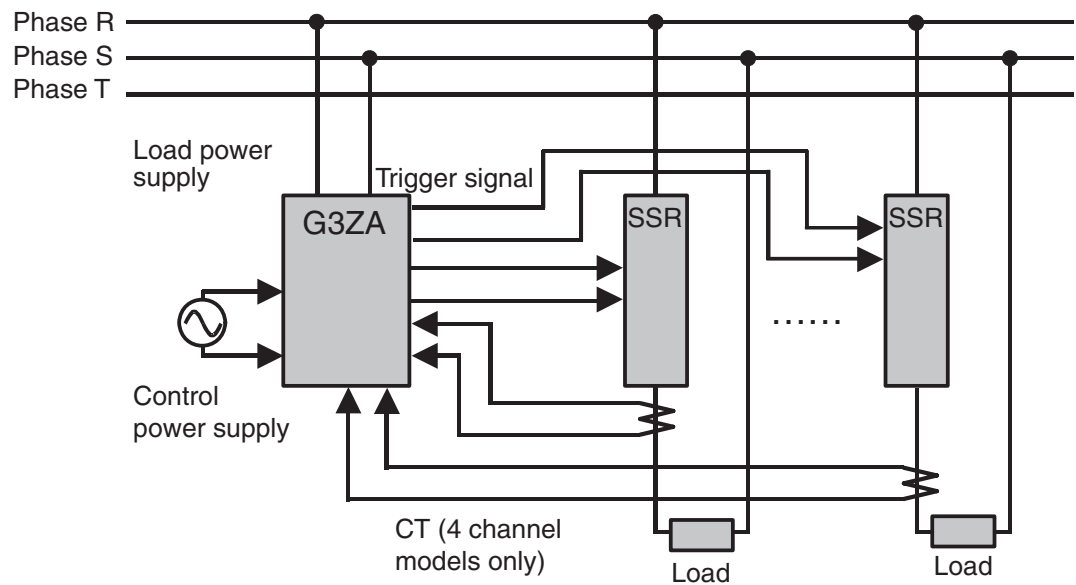 Phase R
Phase S
Phase T
Load power
supply
Trigger signal
G3ZA
SSR
SSR
......
Control
power supply
CT (4 channel
models only)
Load
Load